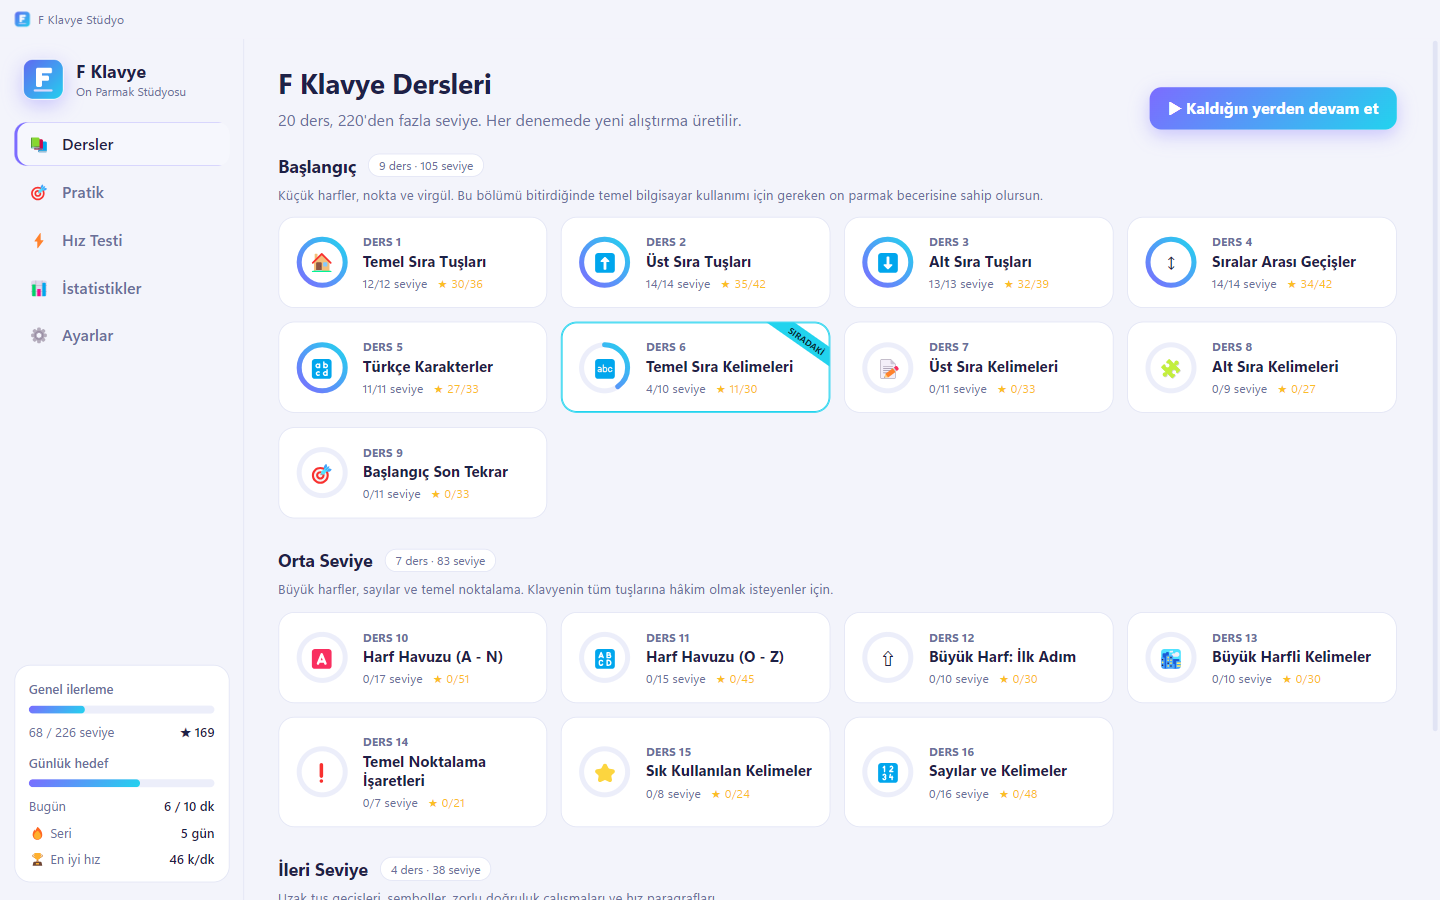 F Klavye Stüdyo
F Klavye
On Parmak Stüdyosu
Dersler
Pratik
Hız Testi
İstatistikler
Ayarlar
Genel ilerleme
68 / 226 seviye ★ 169
Günlük hedef
Bugün 6 / 10 dk
Seri 5 gün
En iyi hız 46 k/dk
F Klavye Dersleri
20 ders, 220'den fazla seviye. Her denemede yeni alıştırma üretilir.
▶ Kaldığın yerden devam et
Başlangıç 9 ders · 105 seviye
Küçük harfler, nokta ve virgül. Bu bölümü bitirdiğinde temel bilgisayar kullanımı için gereken on parmak becerisine sahip olursun.
DERS 1
Temel Sıra Tuşları
12/12 seviye ★ 30/36
DERS 2
Üst Sıra Tuşları
14/14 seviye ★ 35/42
DERS 3
Alt Sıra Tuşları
13/13 seviye ★ 32/39
DERS 4
Sıralar Arası Geçişler
14/14 seviye ★ 34/42
DERS 5
Türkçe Karakterler
11/11 seviye ★ 27/33
SIRADAKİ
DERS 6
Temel Sıra Kelimeleri
4/10 seviye ★ 11/30
DERS 7
Üst Sıra Kelimeleri
0/11 seviye ★ 0/33
DERS 8
Alt Sıra Kelimeleri
0/9 seviye ★ 0/27
DERS 9
Başlangıç Son Tekrar
0/11 seviye ★ 0/33
Orta Seviye 7 ders · 83 seviye
Büyük harfler, sayılar ve temel noktalama. Klavyenin tüm tuşlarına hâkim olmak isteyenler için.
DERS 10
Harf Havuzu (A - N)
0/17 seviye ★ 0/51
DERS 11
Harf Havuzu (O - Z)
0/15 seviye ★ 0/45
DERS 12
Büyük Harf: İlk Adım
0/10 seviye ★ 0/30
DERS 13
Büyük Harfli Kelimeler
0/10 seviye ★ 0/30
DERS 14
Temel Noktalama
İşaretleri
0/7 seviye ★ 0/21
DERS 15
Sık Kullanılan Kelimeler
0/8 seviye ★ 0/24
DERS 16
Sayılar ve Kelimeler
0/16 seviye ★ 0/48
İleri Seviye 4 ders · 38 seviye
Uzak tuş geçişleri, semboller, zorlu doğruluk çalışmaları ve hız paragrafları.